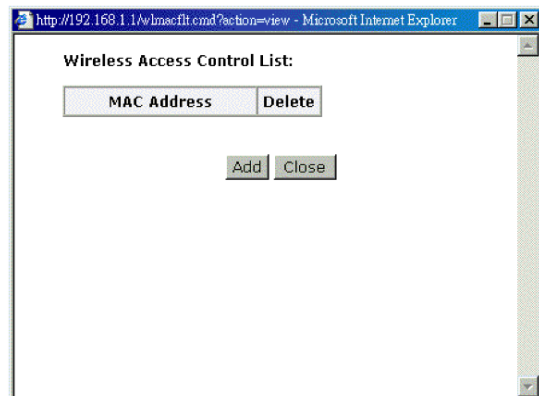 http://192.168.1.1/wlmacflt.cmd?action=view - Microsoft Internet Explorer
Wireless Access Control List:
MAC Address Delete
Add Close